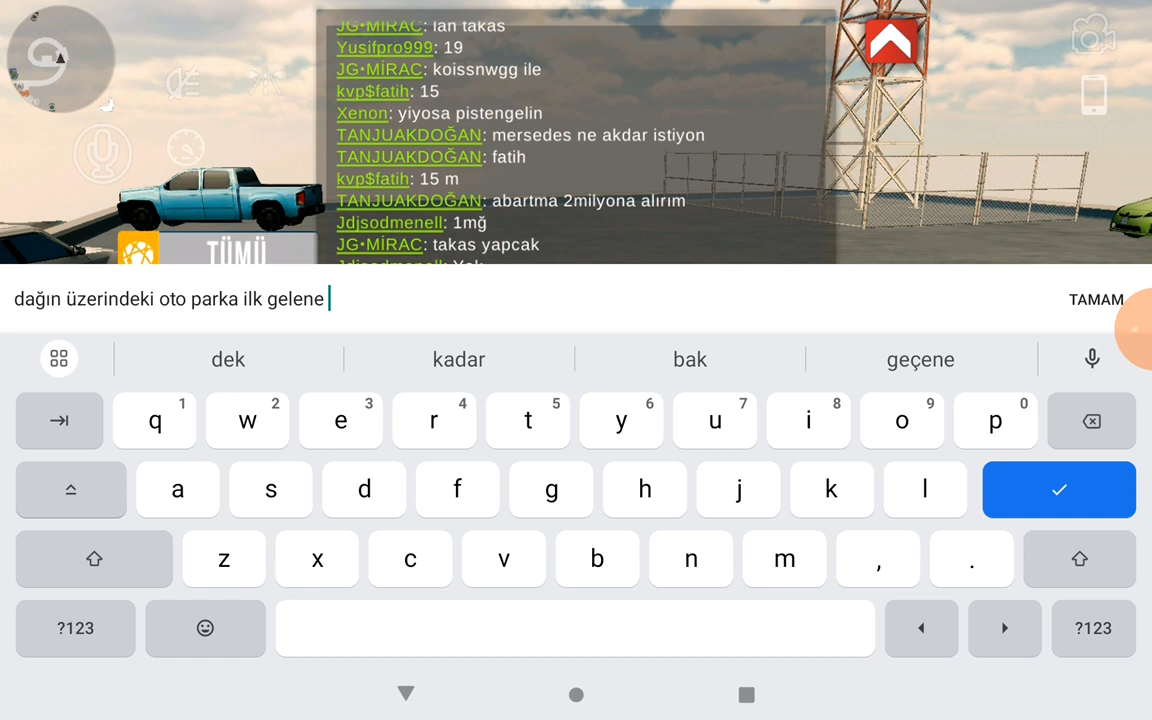 JG•MİRAC: lan takas
Yusifpro999: 19
JG•MİRAC: koissnwgg ile
kvp$fatih: 15
Xenon: yiyosa pistengelin
TANJUAKDOĞAN: mersedes ne akdar istiyon
TANJUAKDOĞAN: fatih
kvp$fatih: 15 m
TANJUAKDOĞAN: abartma 2milyona alırım
Jdjsodmenell: 1mğ
JG•MİRAC: takas yapcak
TÜMÜ
dağın üzerindeki oto parka ilk gelene
TAMAM
dek kadar bak geçene
q 1 w 2 e 3 r 4 t 5 y 6 u 7 i 8 o 9 p 0
a s d f g h j k l
z x c v b n m , .
?123 ?123